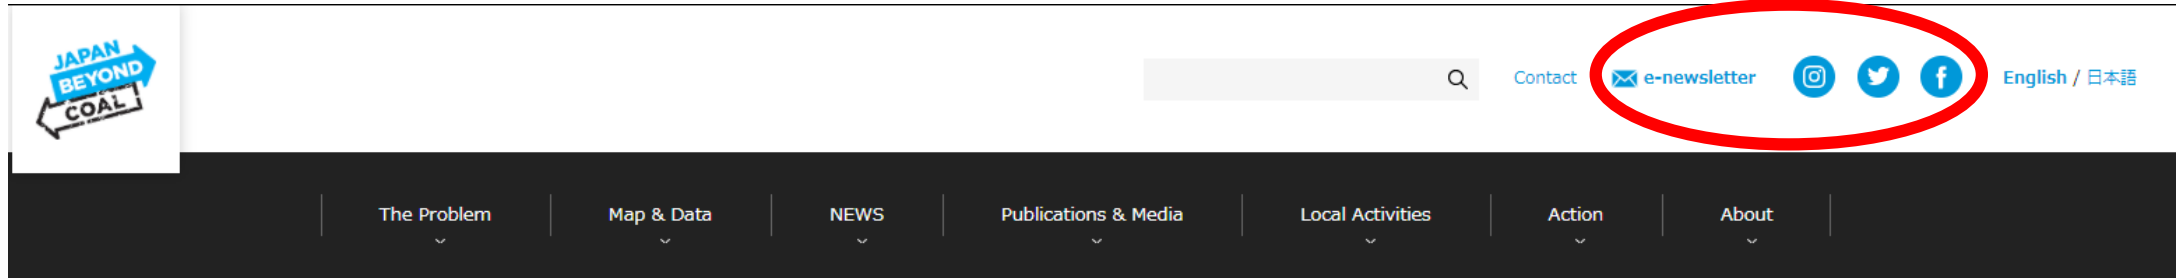 JAPAN
BEYOND
COAL
Contact e-newsletter English / 日本語
The Problem Map & Data NEWS Publications & Media Local Activities Action About